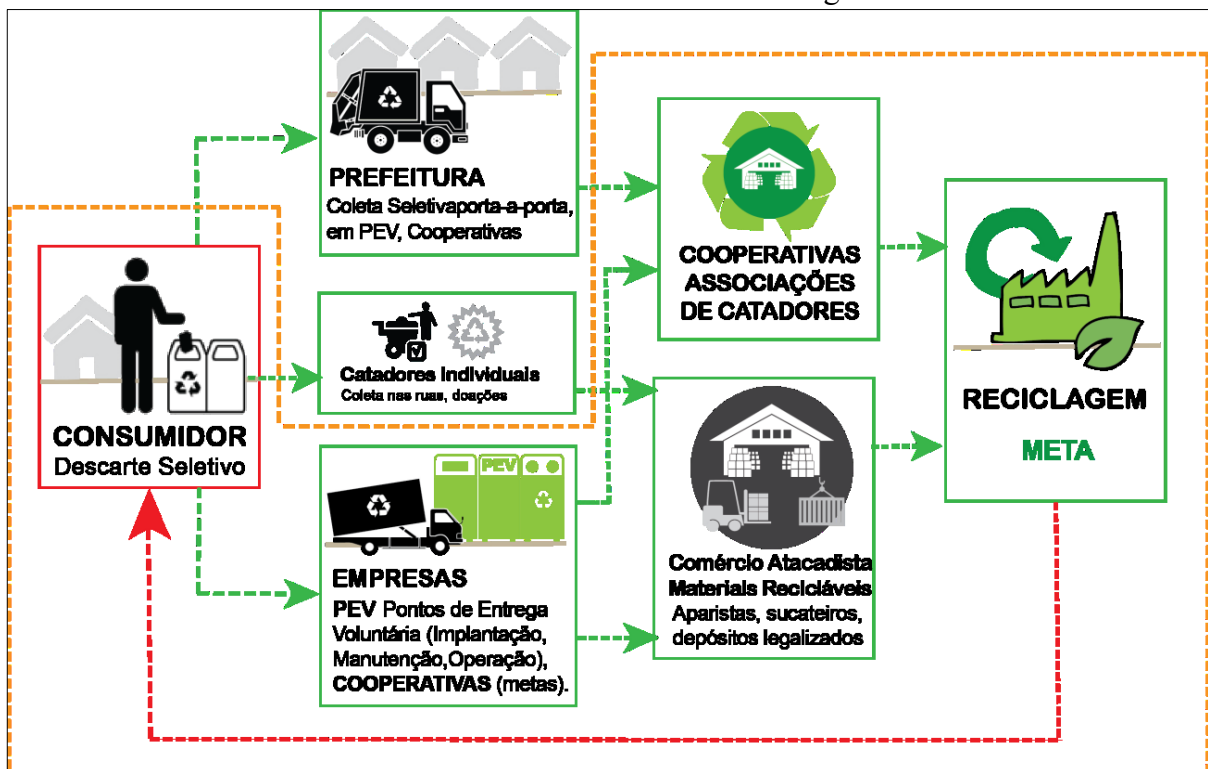 PREFEITURA
Coleta Seletivaporta-a-porta,
em PEV, Cooperativas
CONSUMIDOR
Descarte Seletivo
Catadores Individuais
Coleta nas ruas, doações
PEV
EMPRESAS
PEV Pontos de Entrega
Voluntária (Implantação,
Manutenção,Operação),
COOPERATIVAS (metas).
COOPERATIVAS
ASSOCIAÇÕES
DE CATADORES
Comércio Atacadista
Materiais Recicláveis
Aparistas, sucateiros,
depósitos legalizados
RECICLAGEM
META